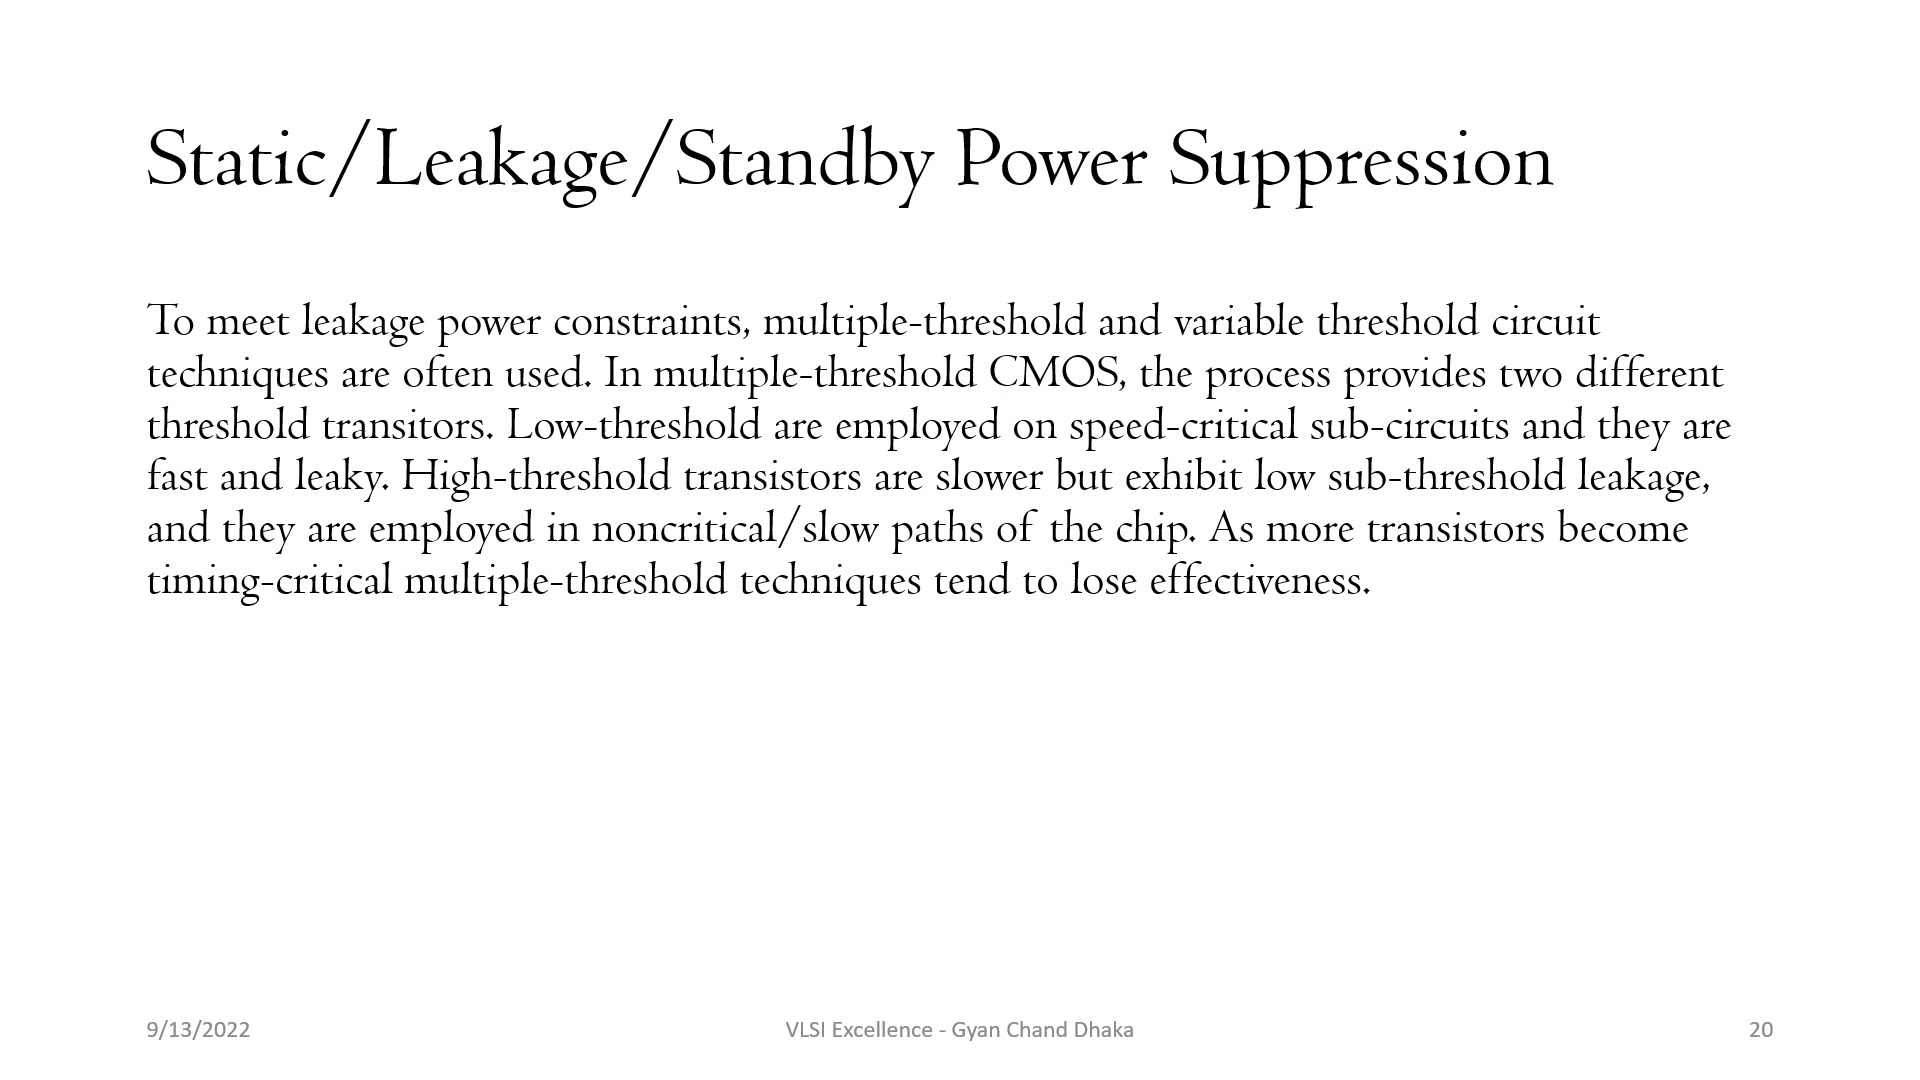 Static/Leakage/Standby Power Suppression
To meet leakage power constraints, multiple-threshold and variable threshold circuit
techniques are often used. In multiple-threshold CMOS, the process provides two different
threshold transitors. Low-threshold are employed on speed-critical sub-circuits and they are
fast and leaky. High-threshold transistors are slower but exhibit low sub-threshold leakage,
and they are employed in noncritical/slow paths of the chip. As more transistors become
timing-critical multiple-threshold techniques tend to lose effectiveness.
9/13/2022
VLSI Excellence - Gyan Chand Dhaka
20